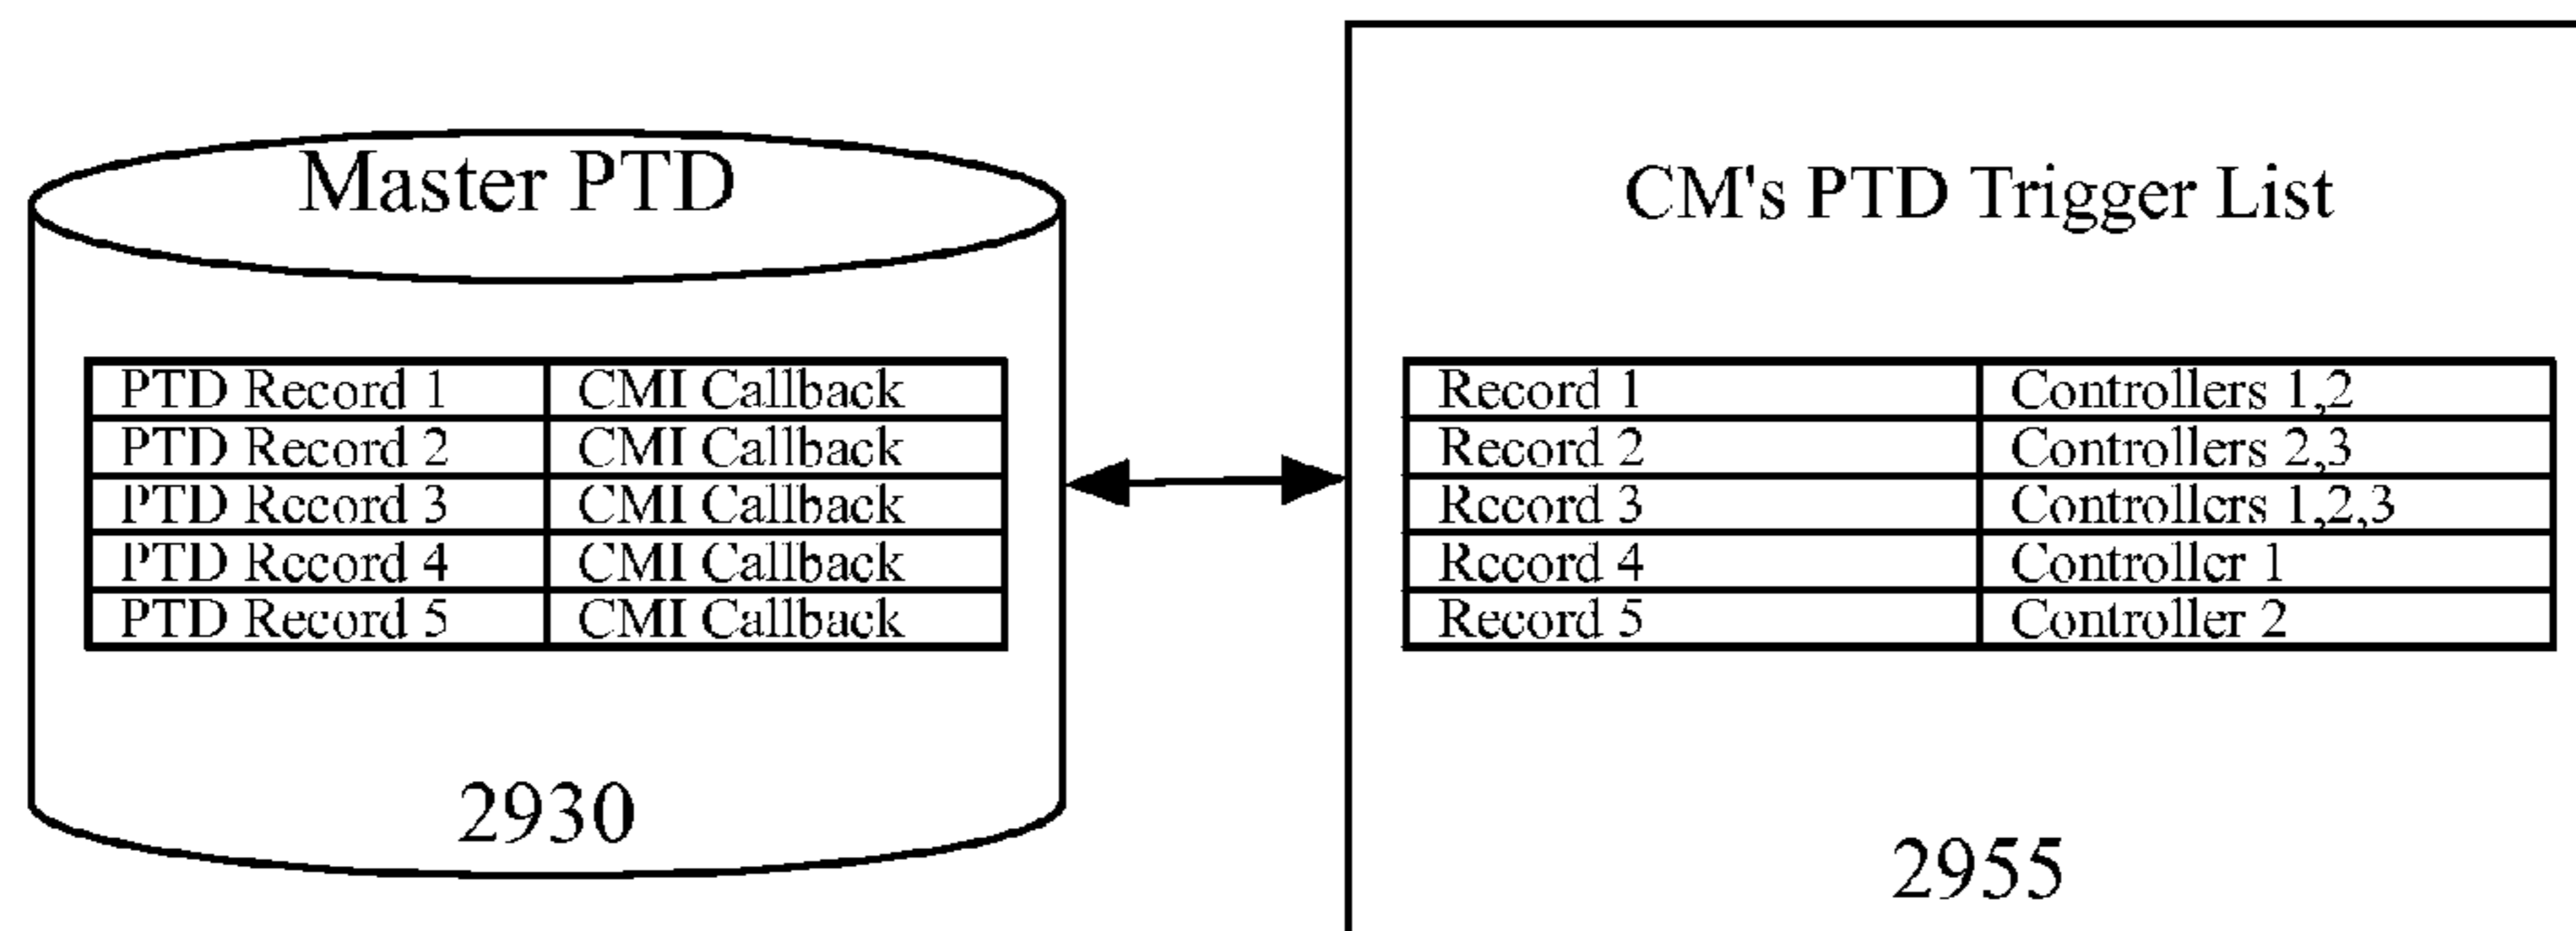 Master PTD
PTD Record 1 CMI Callback
PTD Record 2 CMI Callback
PTD Record 3 CMI Callback
PTD Record 4 CMI Callback
PTD Record 5 CMI Callback
2930
CM's PTD Trigger List
Record 1 Controllers 1,2
Record 2 Controllers 2,3
Record 3 Controllers 1,2,3
Record 4 Controller 1
Record 5 Controller 2
2955